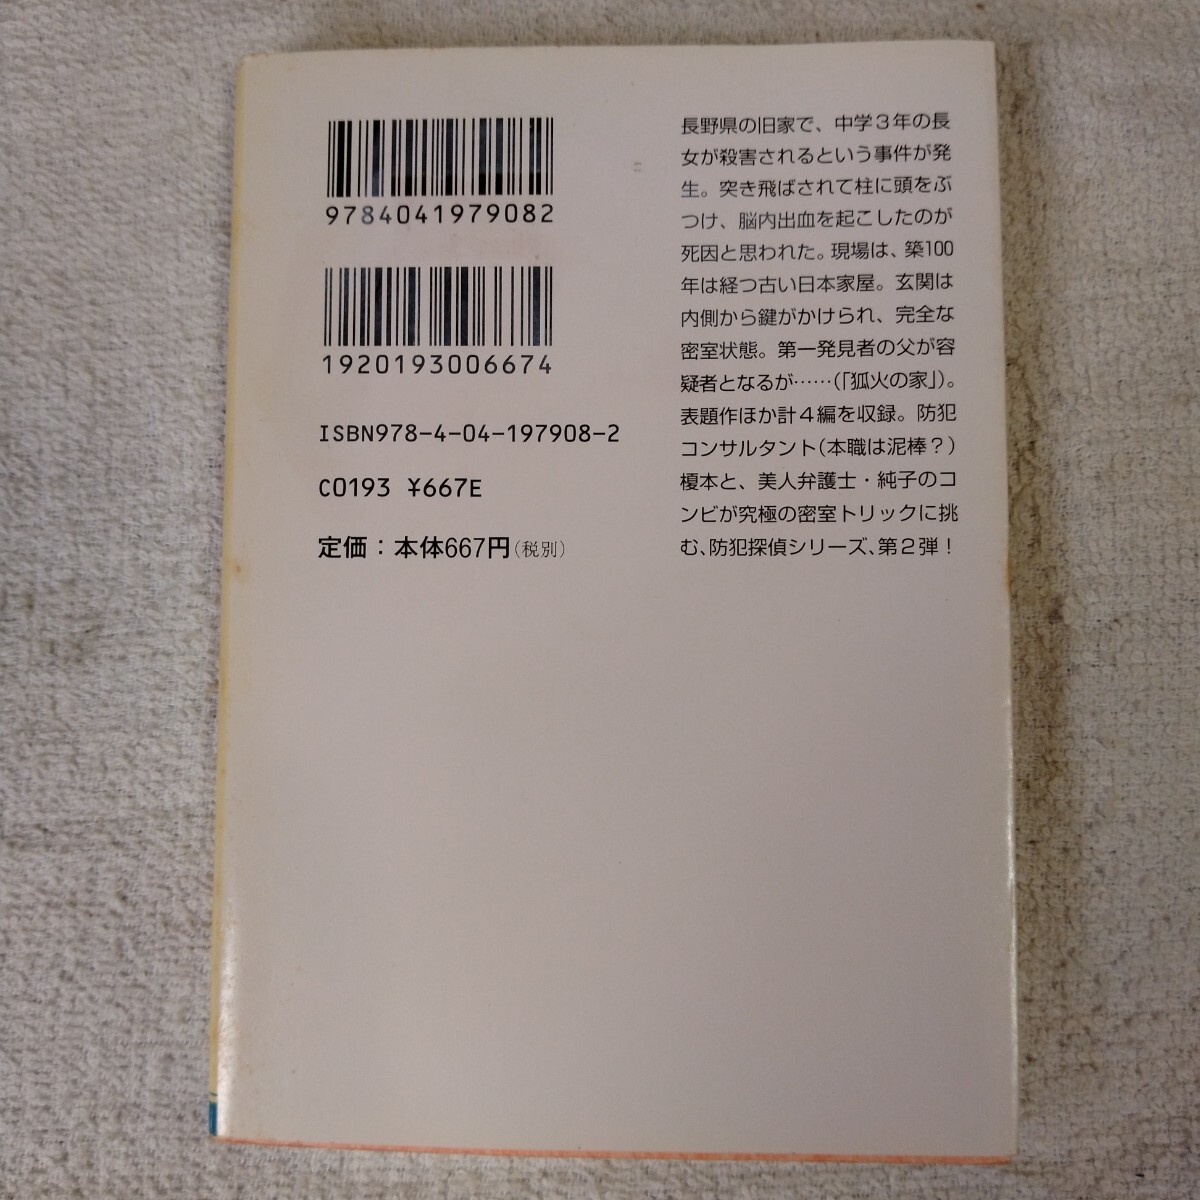 9784041979082
1920193006674
ISBN978-4-04-197908-2
C0193 ¥667E
定価：本体667円（税別）
長野県の旧家で、中学３年の長
女が殺害されるという事件が発
生。突き飛ばされて柱に頭をぶ
つけ、脳内出血を起こしたのが
死因と思われた。現場は、築100
年は経つ古い日本家屋。玄関は
内側から鍵がかけられ、完全な
密室状態。第一発見者の父が容
疑者となるが……（「狐火の家」）。
表題作ほか計４編を収録。防犯
コンサルタント（本職は泥棒？）
榎本と、美人弁護士・純子のコ
ンビが究極の密室トリックに挑
む、防犯探偵シリーズ、第２弾！